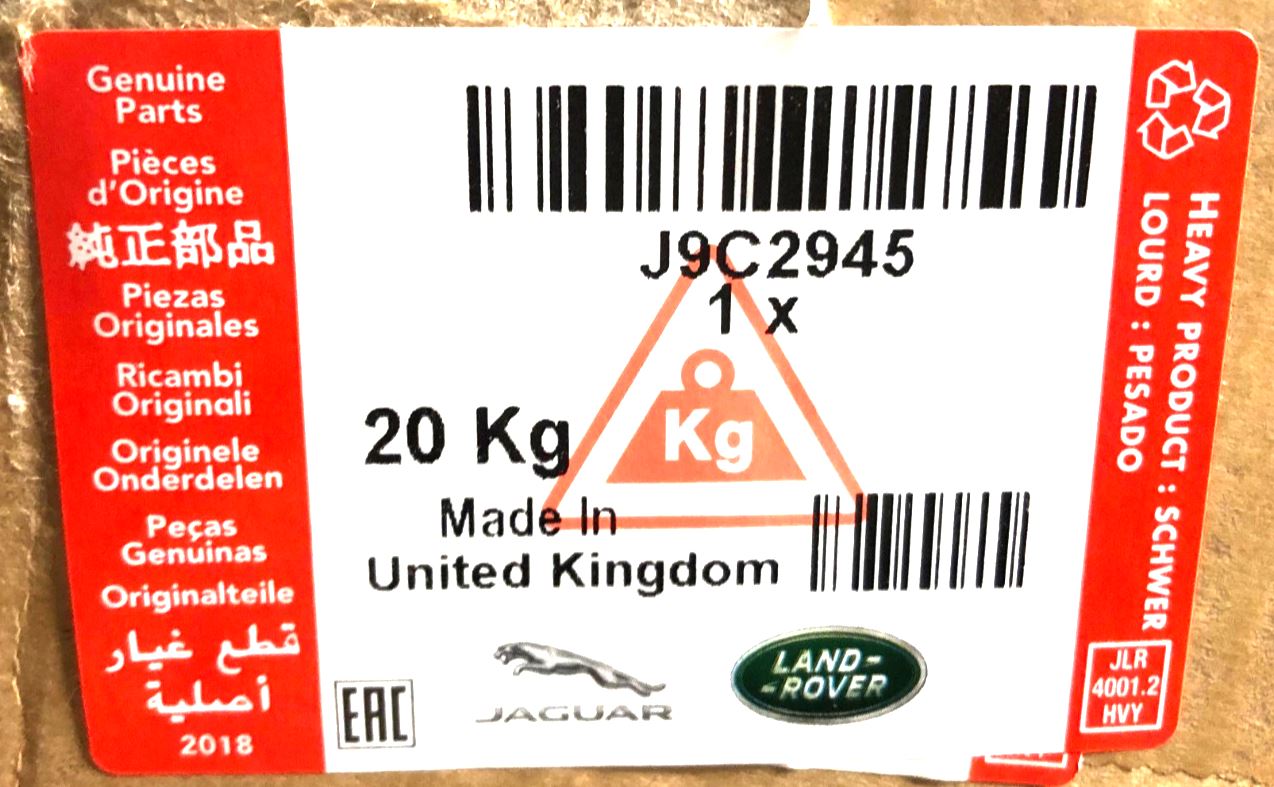 Genuine
Parts
Pièces
d'Origine
純正部品
Piezas
Originales
Ricambi
Originali
Originele
Onderdelen
Peças
Genuinas
Originalteile
قطع غيار
أصلية
2018
J9C2945
1 x
20 Kg
Kg
Made In
United Kingdom
EAC
JAGUAR
LAND-
-ROVER
HEAVY PRODUCT : SCHWER
LOURD : PESADO
JLR
4001.2
HVY